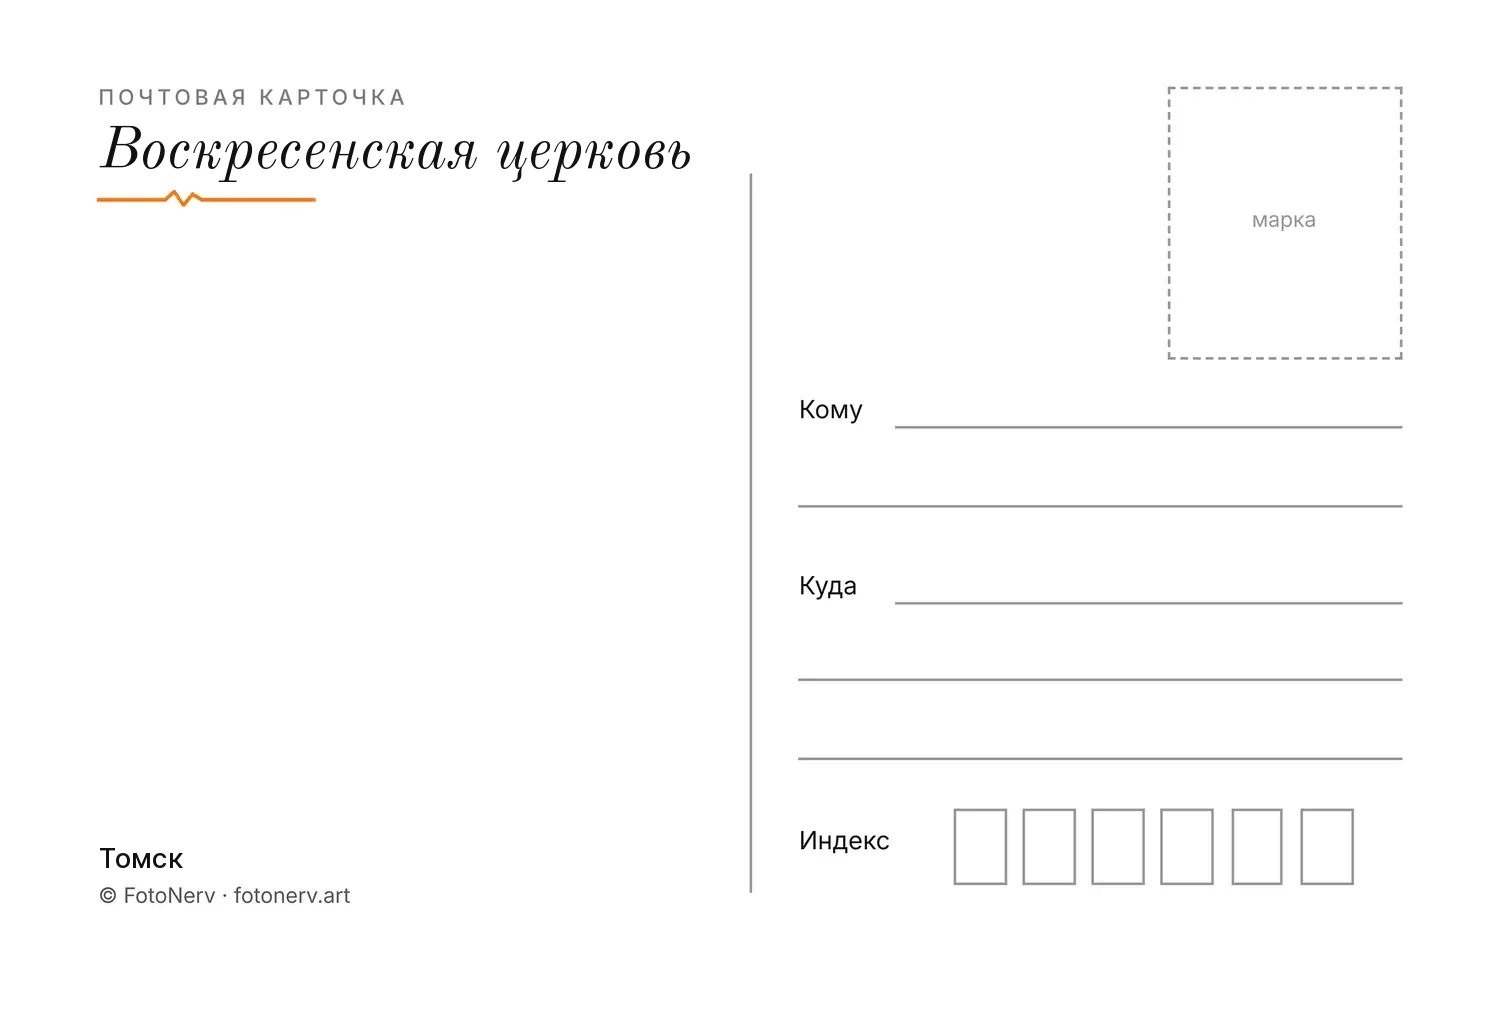 ПОЧТОВАЯ КАРТОЧКА
Воскресенская церковь
марка
Кому
Куда
Индекс
Томск
© FotoNerv · fotonerv.art